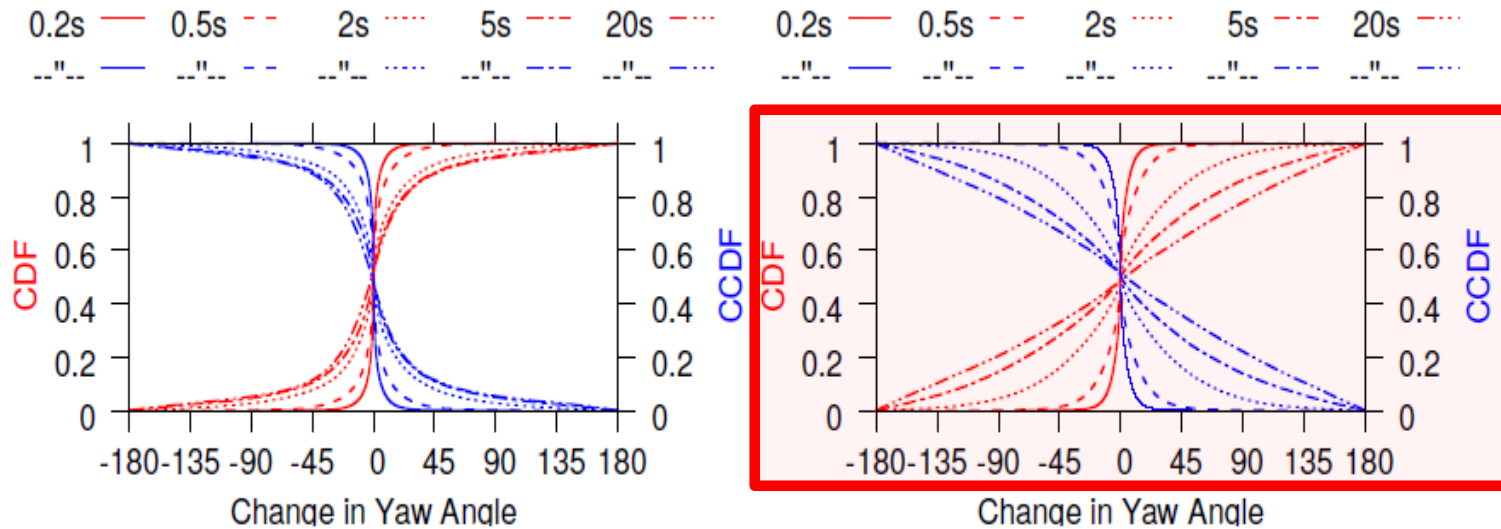 0.2s 0.5s 2s 5s 20s 0.2s 0.5s 2s 5s 20s
--"-- --"-- --"-- --"-- --"-- --"-- --"-- --"-- --"-- --"--
1 1 1 1
0.8 0.8 0.8 0.8
0.6 0.6 0.6 0.6
0.4 0.4 0.4 0.4
0.2 0.2 0.2 0.2
0 0 0 0
CDF CCDF CDF CCDF
-180 -135 -90 -45 0 45 90 135 180 -180 -135 -90 -45 0 45 90 135 180
Change in Yaw Angle Change in Yaw Angle